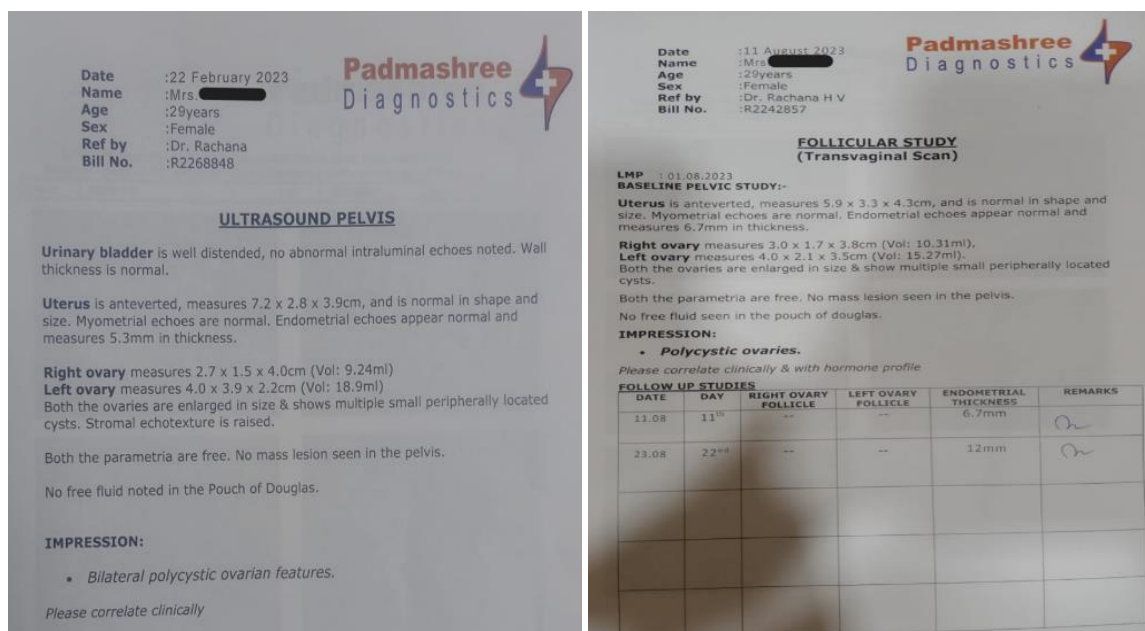 Padmashree
Diagnostics
Date :22 February 2023
Name :Mrs.
Age :29years
Sex :Female
Ref by :Dr. Rachana
Bill No. :R2268848
ULTRASOUND PELVIS
Urinary bladder is well distended, no abnormal intraluminal echoes noted. Wall
thickness is normal.
Uterus is anteverted, measures 7.2 x 2.8 x 3.9cm, and is normal in shape and
size. Myometrial echoes are normal. Endometrial echoes appear normal and
measures 5.3mm in thickness.
Right ovary measures 2.7 x 1.5 x 4.0cm (Vol: 9.24ml)
Left ovary measures 4.0 x 3.9 x 2.2cm (Vol: 18.9ml)
Both the ovaries are enlarged in size & shows multiple small peripherally located
cysts. Stromal echotexture is raised.
Both the parametria are free. No mass lesion seen in the pelvis.
No free fluid noted in the Pouch of Douglas.
IMPRESSION:
• Bilateral polycystic ovarian features.
Please correlate clinically
Padmashree
Diagnostics
Date :11 August 2023
Name :Mrs
Age :29years
Sex :Female
Ref by :Dr. Rachana H V
Bill No. :R2242857
FOLLICULAR STUDY
(Transvaginal Scan)
LMP : 01.08.2023
BASELINE PELVIC STUDY:-
Uterus is anteverted, measures 5.9 x 3.3 x 4.3cm, and is normal in shape and
size. Myometrial echoes are normal. Endometrial echoes appear normal and
measures 6.7mm in thickness.
Right ovary measures 3.0 x 1.7 x 3.8cm (Vol: 10.31ml),
Left ovary measures 4.0 x 2.1 x 3.5cm (Vol: 15.27ml).
Both the ovaries are enlarged in size & show multiple small peripherally located
cysts.
Both the parametria are free. No mass lesion seen in the pelvis.
No free fluid seen in the pouch of douglas.
IMPRESSION:
• Polycystic ovaries.
Please correlate clinically & with hormone profile
FOLLOW UP STUDIES
DATE DAY RIGHT OVARY FOLLICLE LEFT OVARY FOLLICLE ENDOMETRIAL THICKNESS REMARKS
11.08 11th -- -- 6.7mm
23.08 22nd -- -- 12mm